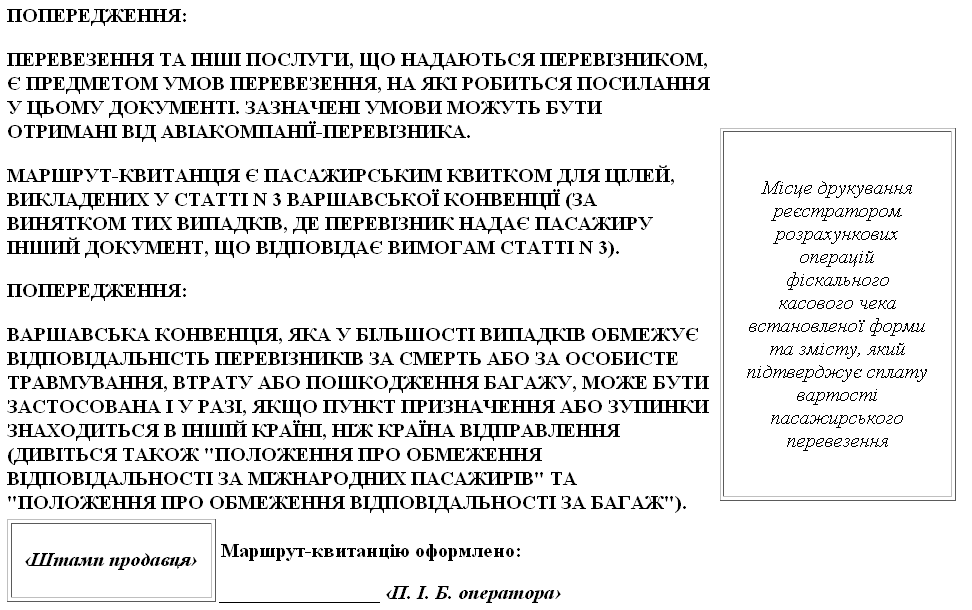 ПОПЕРЕДЖЕННЯ:
ПЕРЕВЕЗЕННЯ ТА ІНШІ ПОСЛУГИ, ЩО НАДАЮТЬСЯ ПЕРЕВІЗНИКОМ,
Є ПРЕДМЕТОМ УМОВ ПЕРЕВЕЗЕННЯ, НА ЯКІ РОБИТЬСЯ ПОСИЛАННЯ
У ЦЬОМУ ДОКУМЕНТІ. ЗАЗНАЧЕНІ УМОВИ МОЖУТЬ БУТИ
ОТРИМАНІ ВІД АВІАКОМПАНІЇ-ПЕРЕВІЗНИКА.
МАРШРУТ-КВИТАНЦІЯ Є ПАСАЖИРСЬКИМ КВИТКОМ ДЛЯ ЦІЛЕЙ,
ВИКЛАДЕНИХ У СТАТТІ N 3 ВАРШАВСЬКОЇ КОНВЕНЦІЇ (ЗА
ВИНЯТКОМ ТИХ ВИПАДКІВ, ДЕ ПЕРЕВІЗНИК НАДАЄ ПАСАЖИРУ
ІНШИЙ ДОКУМЕНТ, ЩО ВІДПОВІДАЄ ВИМОГАМ СТАТТІ N 3).
ПОПЕРЕДЖЕННЯ:
ВАРШАВСЬКА КОНВЕНЦІЯ, ЯКА У БІЛЬШОСТІ ВИПАДКІВ ОБМЕЖУЄ
ВІДПОВІДАЛЬНІСТЬ ПЕРЕВІЗНИКІВ ЗА СМЕРТЬ АБО ЗА ОСОБИСТЕ
ТРАВМУВАННЯ, ВТРАТУ АБО ПОШКОДЖЕННЯ БАГАЖУ, МОЖЕ БУТИ
ЗАСТОСОВАНА І У РАЗІ, ЯКЩО ПУНКТ ПРИЗНАЧЕННЯ АБО ЗУПИНКИ
ЗНАХОДИТЬСЯ В ІНШІЙ КРАЇНІ, НІЖ КРАЇНА ВІДПРАВЛЕННЯ
(ДИВІТЬСЯ ТАКОЖ "ПОЛОЖЕННЯ ПРО ОБМЕЖЕННЯ
ВІДПОВІДАЛЬНОСТІ ЗА МІЖНАРОДНИХ ПАСАЖИРІВ" ТА
"ПОЛОЖЕННЯ ПРО ОБМЕЖЕННЯ ВІДПОВІДАЛЬНОСТІ ЗА БАГАЖ").
Місце друкування
реєстратором
розрахункових
операцій
фіскального
касового чека
встановленої форми
та змісту, який
підтверджує сплату
вартості
пасажирського
перевезення
‹Штамп продавця›
Маршрут-квитанцію оформлено:
________________ ‹П. І. Б. оператора›